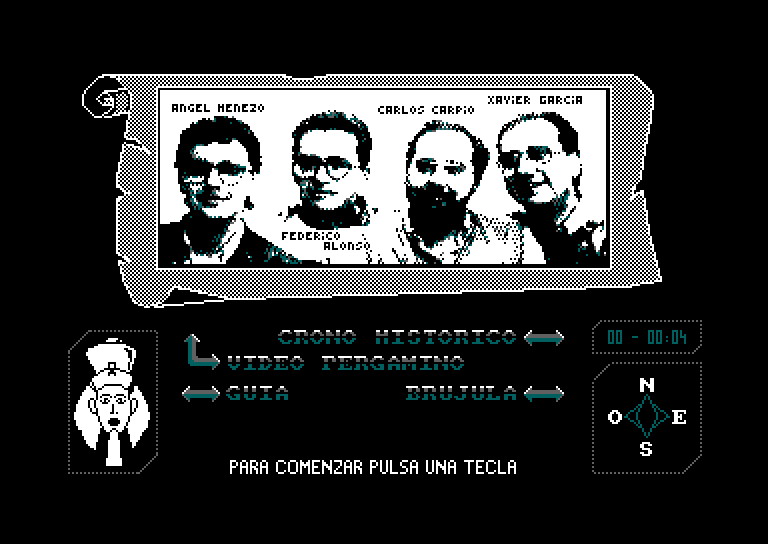 ANGEL MENEZO
CARLOS CARPIO
XAVIER GARCIA
FEDERICO
ALONSO
CRONO HISTORICO
00 - 00:04
VIDEO PERGAMINO
GUIA
BRUJULA
N
O E
S
PARA COMENZAR PULSA UNA TECLA